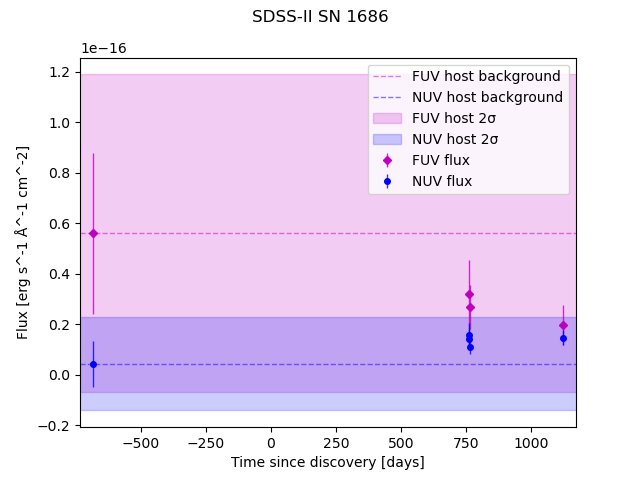 SDSS-II SN 1686
1e−16
FUV host background
NUV host background
FUV host 2σ
NUV host 2σ
FUV flux
NUV flux
1.2
1.0
0.8
0.6
0.4
0.2
0.0
−0.2
Flux [erg s^-1 Å^-1 cm^-2]
−500
−250
0
250
500
750
1000
Time since discovery [days]